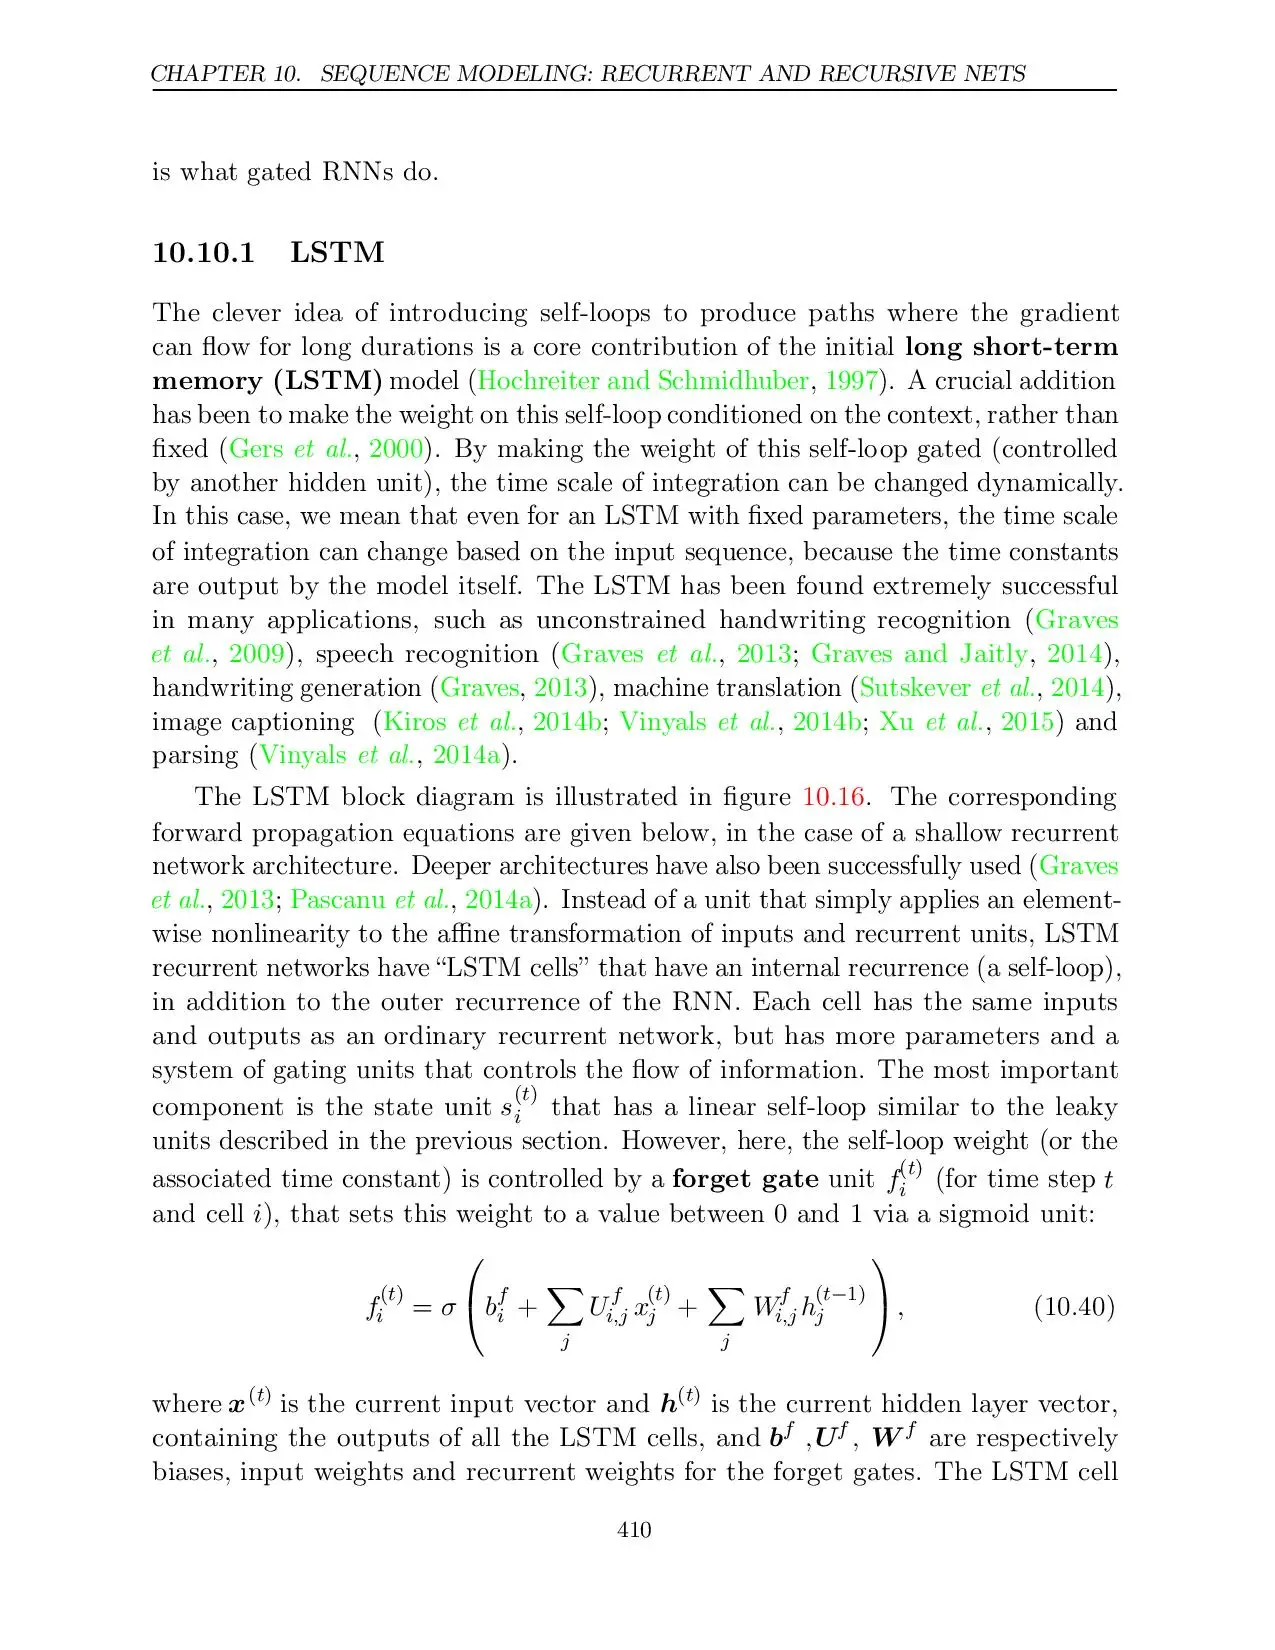 CHAPTER 10. SEQUENCE MODELING: RECURRENT AND RECURSIVE NETS
is what gated RNNs do.
10.10.1 LSTM
The clever idea of introducing self-loops to produce paths where the gradient
can flow for long durations is a core contribution of the initial long short-term
memory (LSTM) model (Hochreiter and Schmidhuber, 1997). A crucial addition
has been to make the weight on this self-loop conditioned on the context, rather than
fixed (Gers et al., 2000). By making the weight of this self-loop gated (controlled
by another hidden unit), the time scale of integration can be changed dynamically.
In this case, we mean that even for an LSTM with fixed parameters, the time scale
of integration can change based on the input sequence, because the time constants
are output by the model itself. The LSTM has been found extremely successful
in many applications, such as unconstrained handwriting recognition (Graves
et al., 2009), speech recognition (Graves et al., 2013; Graves and Jaitly, 2014),
handwriting generation (Graves, 2013), machine translation (Sutskever et al., 2014),
image captioning (Kiros et al., 2014b; Vinyals et al., 2014b; Xu et al., 2015) and
parsing (Vinyals et al., 2014a).
The LSTM block diagram is illustrated in figure 10.16. The corresponding
forward propagation equations are given below, in the case of a shallow recurrent
network architecture. Deeper architectures have also been successfully used (Graves
et al., 2013; Pascanu et al., 2014a). Instead of a unit that simply applies an element-
wise nonlinearity to the affine transformation of inputs and recurrent units, LSTM
recurrent networks have “LSTM cells” that have an internal recurrence (a self-loop),
in addition to the outer recurrence of the RNN. Each cell has the same inputs
and outputs as an ordinary recurrent network, but has more parameters and a
system of gating units that controls the flow of information. The most important
component is the state unit s_i^{(t)} that has a linear self-loop similar to the leaky
units described in the previous section. However, here, the self-loop weight (or the
associated time constant) is controlled by a forget gate unit f_i^{(t)} (for time step t
and cell i), that sets this weight to a value between 0 and 1 via a sigmoid unit:
f_i^{(t)} = σ ( b_i^f + ∑_j U_{i,j}^f x_j^{(t)} + ∑_j W_{i,j}^f h_j^{(t−1)} ) , (10.40)
where x^{(t)} is the current input vector and h^{(t)} is the current hidden layer vector,
containing the outputs of all the LSTM cells, and b^f ,U^f , W^f are respectively
biases, input weights and recurrent weights for the forget gates. The LSTM cell
410